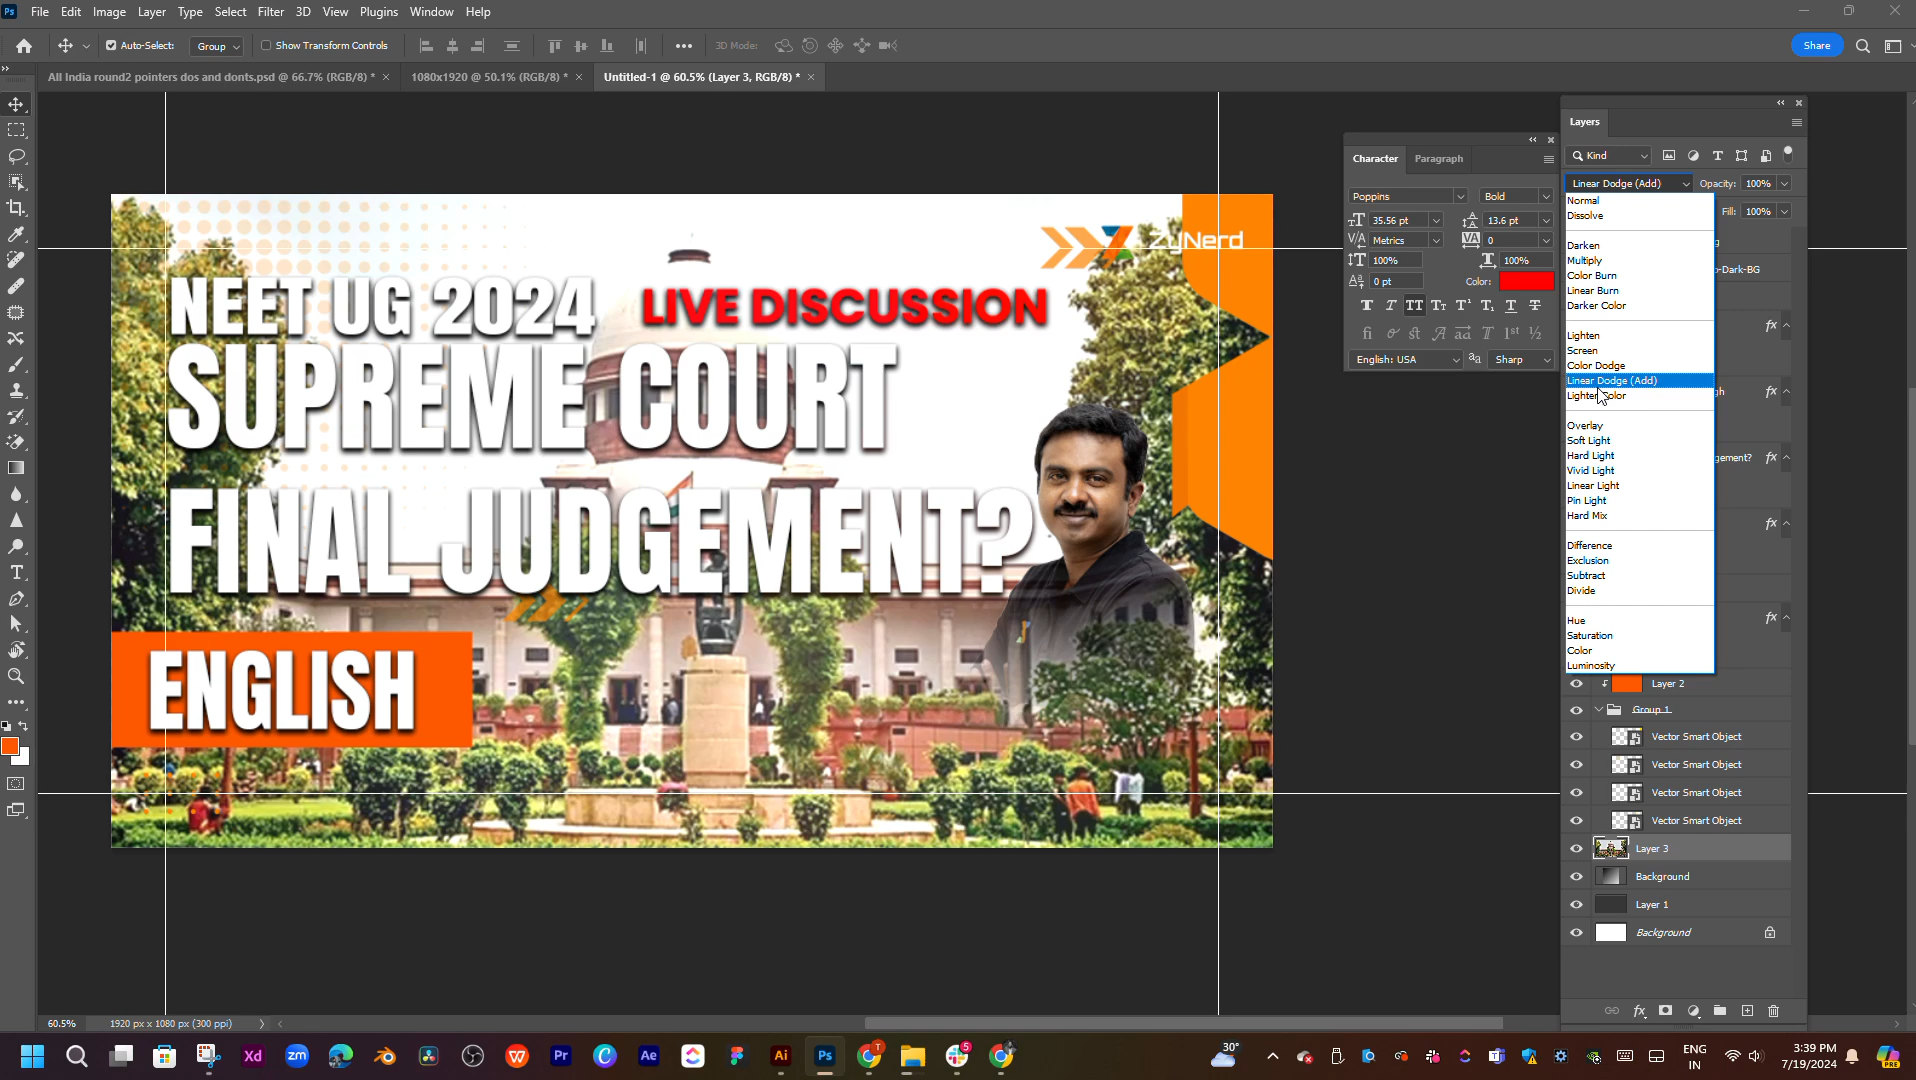 Ps File Edit Image Layer Type Select Filter 3D View Plugins Window Help
Auto-Select: Group Show Transform Controls 3D Mode: Share
All India round2 pointers dos and donts.psd @ 66.7% (RGB/8) * 1080x1920 @ 50.1% (RGB/8) * Untitled-1 @ 60.5% (Layer 3, RGB/8) *
ZyNerd
NEET UG 2024 LIVE DISCUSSION
SUPREME COURT
FINAL JUDGEMENT?
ENGLISH
Character Paragraph
Poppins Bold
35.56 pt 13.6 pt
Metrics 0
100% 100%
0 pt Color:
English: USA Sharp
Layers
Kind
Linear Dodge (Add) Opacity: 100%
Fill: 100%
Normal
Dissolve
Darken
Multiply
Color Burn
Linear Burn
Darker Color
Lighten
Screen
Color Dodge
Linear Dodge (Add)
Lighter Color
Overlay
Soft Light
Hard Light
Vivid Light
Linear Light
Pin Light
Hard Mix
Difference
Exclusion
Subtract
Divide
Hue
Saturation
Color
Luminosity
-Dark-BG
gement?
Layer 2
Group 1
Vector Smart Object
Vector Smart Object
Vector Smart Object
Vector Smart Object
Layer 3
Background
Layer 1
Background
60.5% 1920 px x 1080 px (300 ppi)
30°
ENG
IN
3:39 PM
7/19/2024